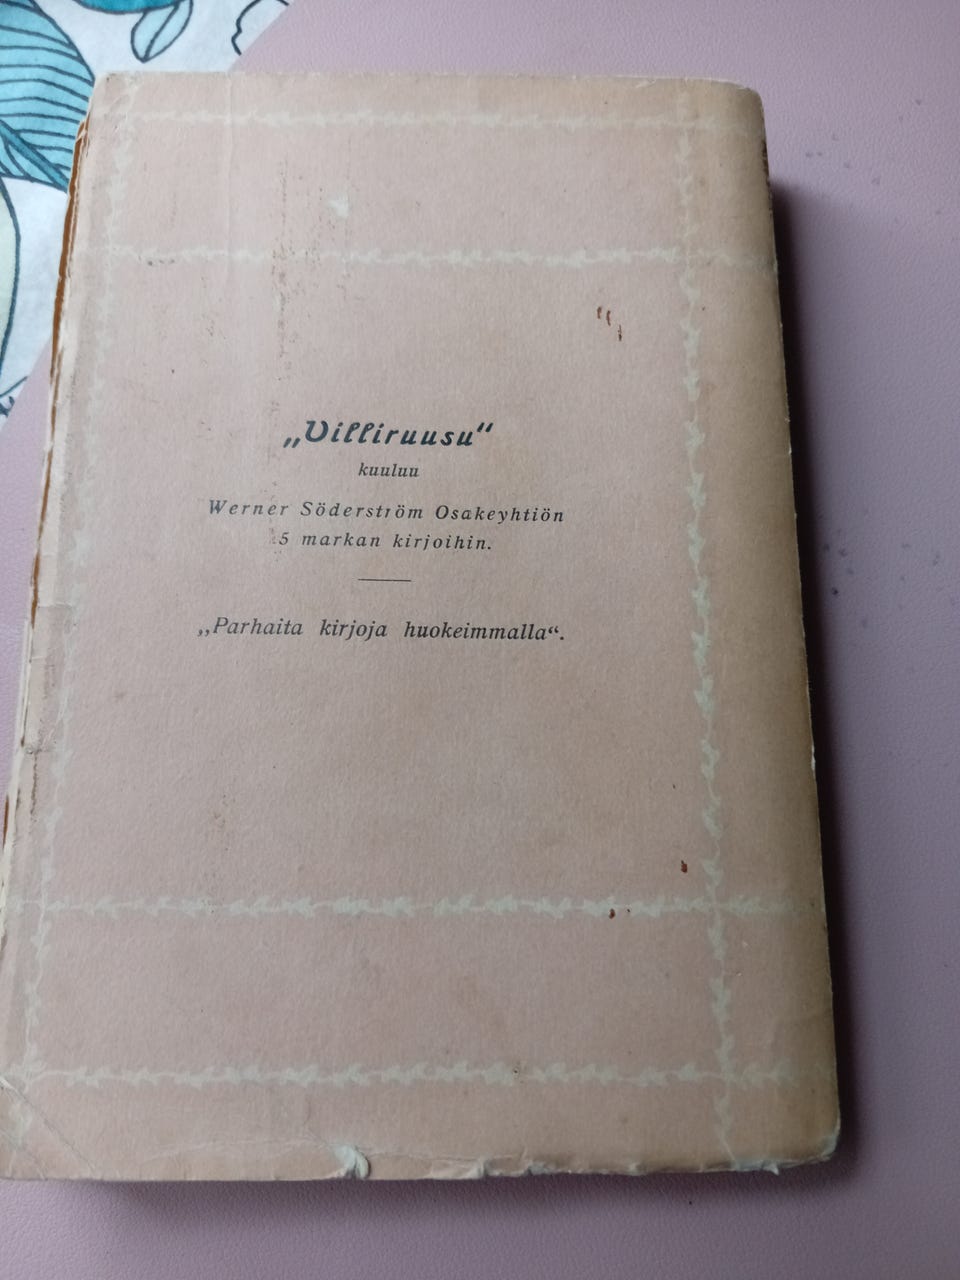 „Villiruusu“
kuuluu
Werner Söderström Osakeyhtiön
5 markan kirjoihin.
„Parhaita kirjoja huokeimmalla“.